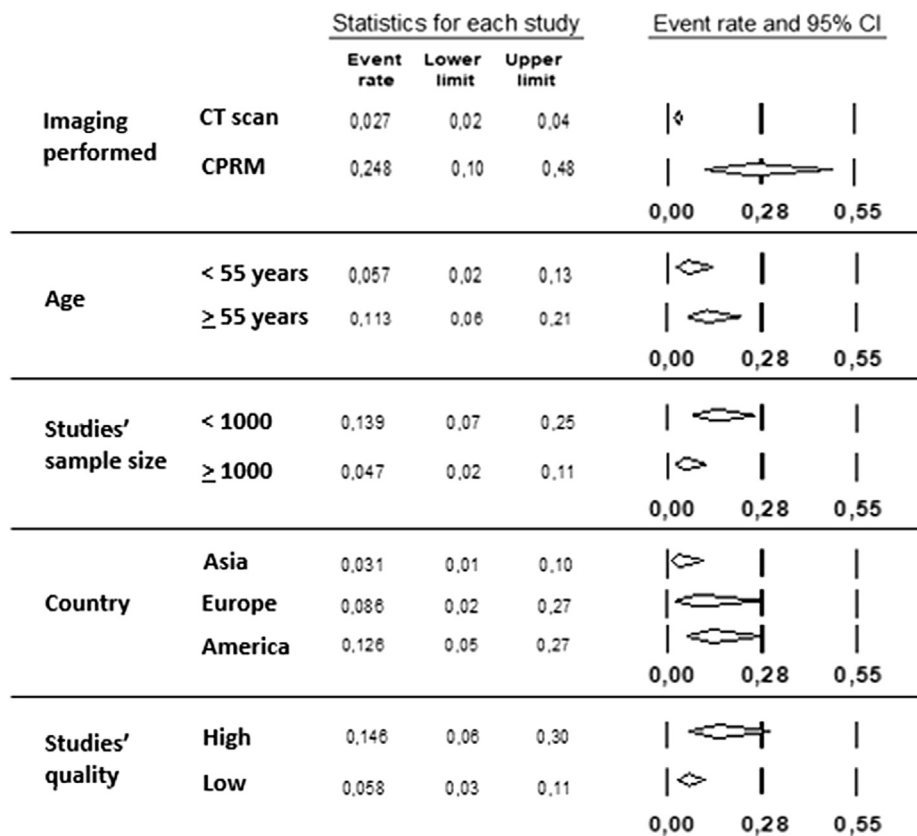 Statistics for each study Event rate and 95% CI
Event rate Lower limit Upper limit
Imaging performed
CT scan 0,027 0,02 0,04
CPRM 0,248 0,10 0,48
0,00 0,28 0,55
Age
< 55 years 0,057 0,02 0,13
≥ 55 years 0,113 0,06 0,21
0,00 0,28 0,55
Studies' sample size
< 1000 0,139 0,07 0,25
≥ 1000 0,047 0,02 0,11
0,00 0,28 0,55
Country
Asia 0,031 0,01 0,10
Europe 0,086 0,02 0,27
America 0,126 0,05 0,27
0,00 0,28 0,55
Studies' quality
High 0,146 0,06 0,30
Low 0,058 0,03 0,11
0,00 0,28 0,55